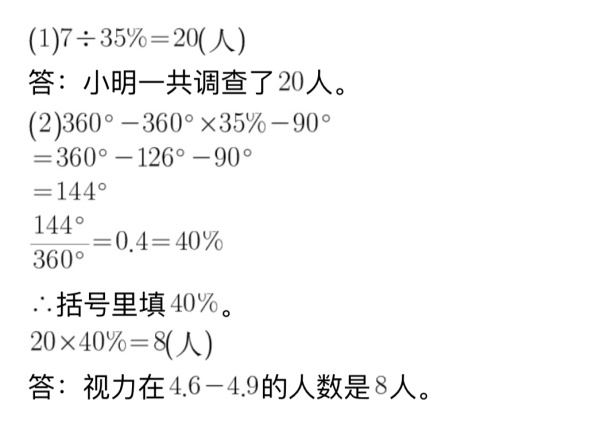 (1)7÷35%=20(人)
答：小明一共调查了20人。
(2)360°-360°×35%-90°
=360°-126°-90°
=144°
144°
360°
=0.4=40%
∴括号里填40%。
20×40%=8(人)
答：视力在4.6-4.9的人数是8人。